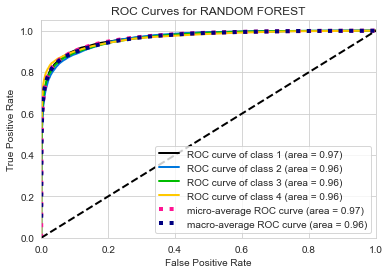 ROC Curves for RANDOM FOREST
True Positive Rate
1.0
0.8
0.6
0.4
0.2
0.0
ROC curve of class 1 (area = 0.97)
ROC curve of class 2 (area = 0.96)
ROC curve of class 3 (area = 0.96)
ROC curve of class 4 (area = 0.96)
micro-average ROC curve (area = 0.97)
macro-average ROC curve (area = 0.96)
0.0 0.2 0.4 0.6 0.8 1.0
False Positive Rate